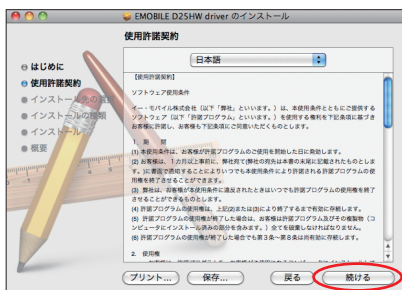 EMOBILE D25HW driver のインストール
使用許諾契約
日本語
はじめに
使用許諾契約
インストール先の
インストールの種類
インストール
概要
【使用許諾契約】
ソフトウェア使用条件
イー・モバイル株式会社（以下「弊社」といいます。）は、本使用条件とともにご提供する
ソフトウェア（以下「許諾プログラム」といいます。）を使用する権利を下記条項に基づき
お客様に許諾し、お客様も下記条項にご同意いただくものとします。
1. 期 間
(1) 本使用条件は、お客様が許諾プログラムのご使用を開始した日に発効します。
(2) お客様は、1カ月以上事前に、弊社宛て(弊社の宛先は本書の末尾に記載されたものとしま
す。)に書面で通知することによりいつでも本使用条件により許諾される許諾プログラムの使
用権を終了させることができます。
(3) 弊社は、お客様が本使用条件に違反されたときはいつでも許諾プログラムの使用権を終了
させることができるものとします。
(4) 許諾プログラムの使用権は、上記(2)または(3)により終了するまで有効に存続します。
(5) 許諾プログラムの使用権が終了した場合は、お客様は許諾プログラム及びその複製物（コ
ンピュータにインストール済みの部分を含みます。）全てを破棄しなければなりません。
(6) 許諾プログラムの使用権が終了した場合でも第3条〜第8条は尚有効に存続します。
2. 使用権
プリント...
保存...
戻る
続ける